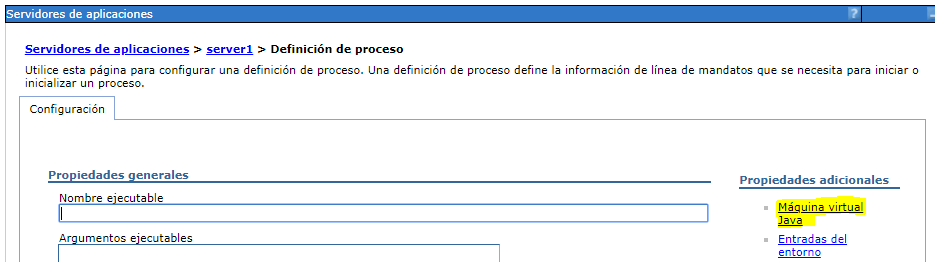 Servidores de aplicaciones ? _
Servidores de aplicaciones > server1 > Definición de proceso
Utilice esta página para configurar una definición de proceso. Una definición de proceso define la información de línea de mandatos que se necesita para iniciar o
inicializar un proceso.
Configuración
Propiedades generales
Nombre ejecutable
Argumentos ejecutables
Propiedades adicionales
Máquina virtual
Java
Entradas del
entorno